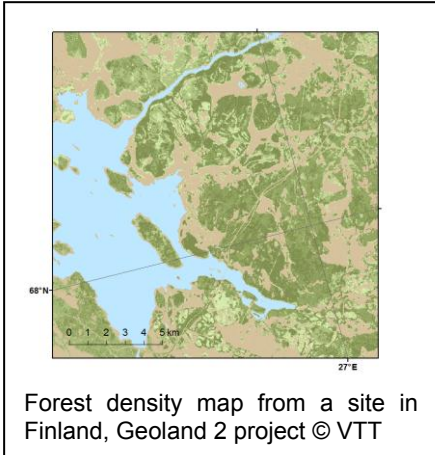 68°N
0 1 2 3 4 5 km
27°E
Forest density map from a site in
Finland, Geoland 2 project © VTT